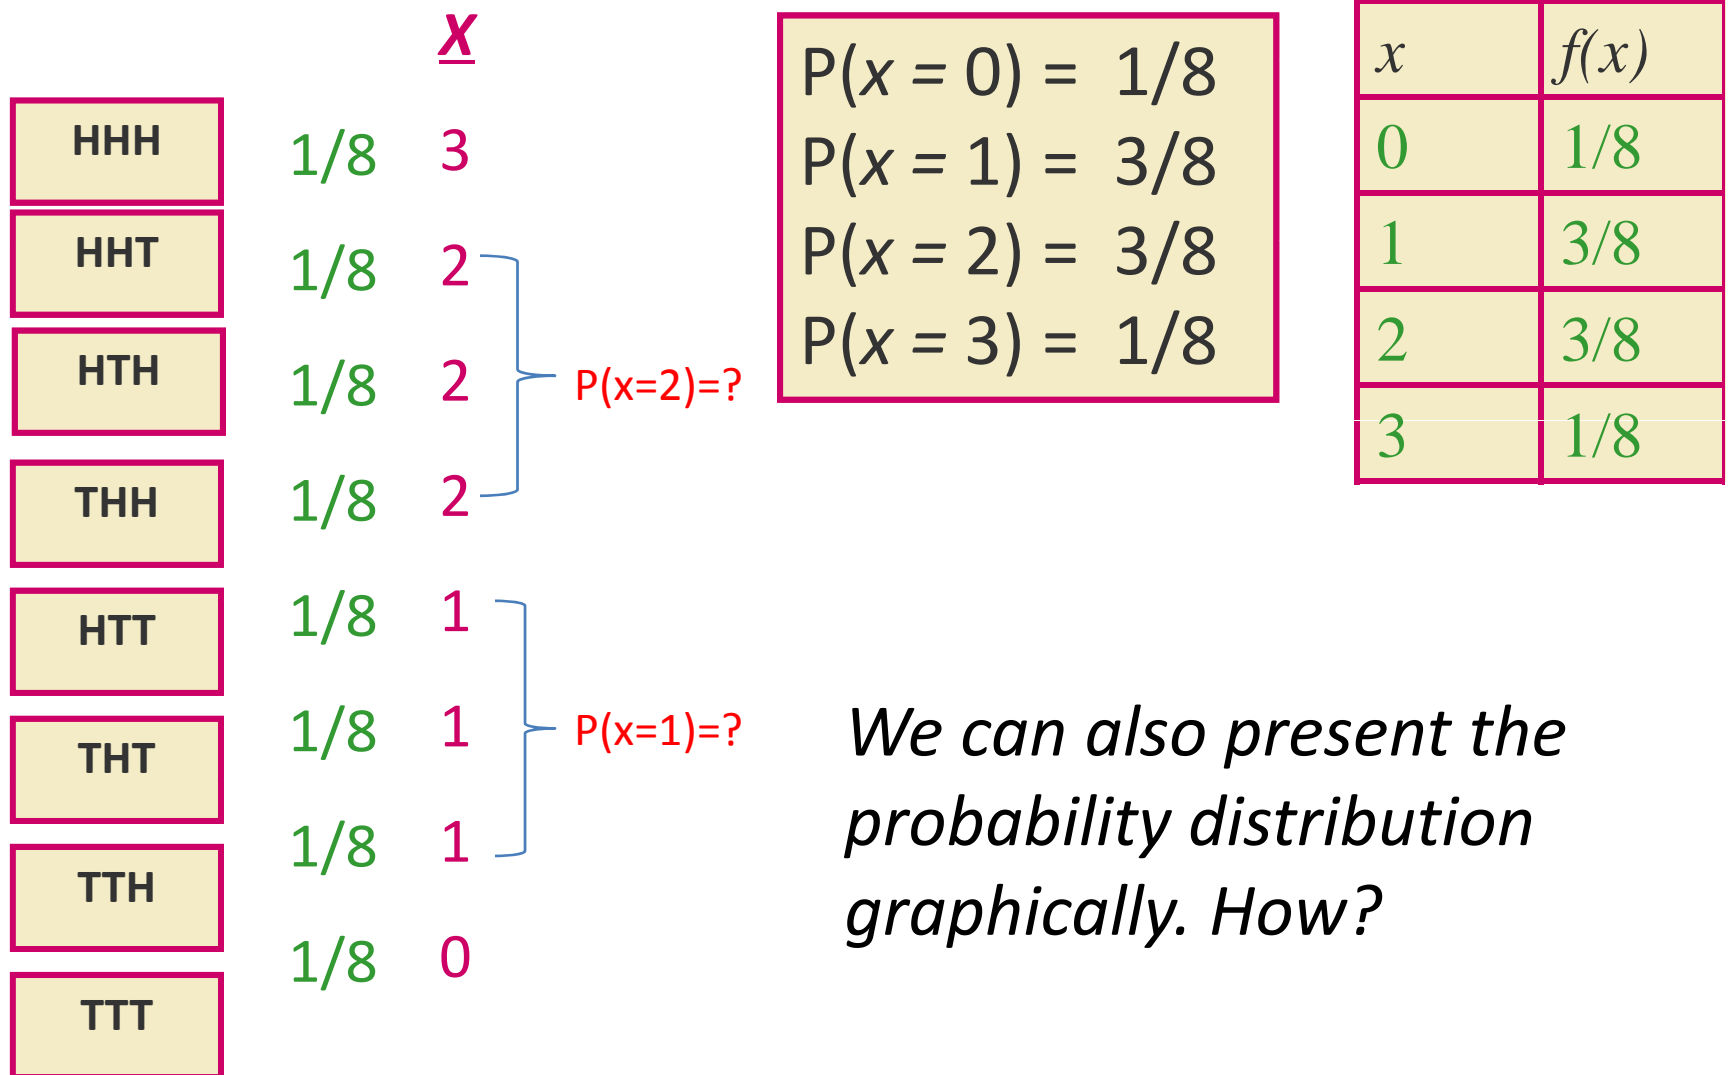 x
HHH 1/8 3
HHT 1/8 2
HTH 1/8 2 P(x=2)=?
THH 1/8 2
HTT 1/8 1
THT 1/8 1 P(x=1)=?
TTH 1/8 1
TTT 1/8 0
P(x = 0) = 1/8
P(x = 1) = 3/8
P(x = 2) = 3/8
P(x = 3) = 1/8
x f(x)
0 1/8
1 3/8
2 3/8
3 1/8
We can also present the
probability distribution
graphically. How?